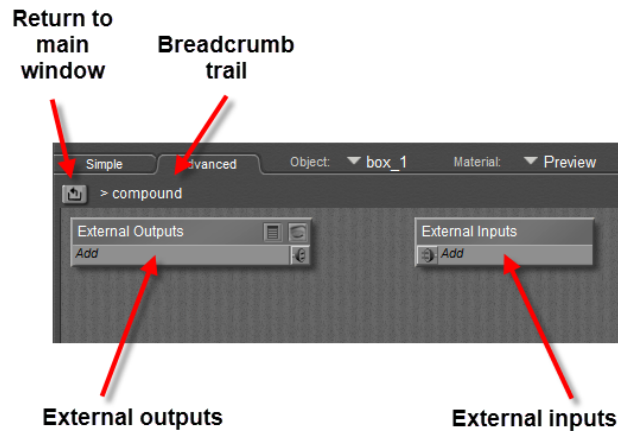 Return to
main
window
Breadcrumb
trail
Simple Advanced Object: box_1 Material: Preview
> compound
External Outputs External Inputs
Add Add
External outputs External inputs